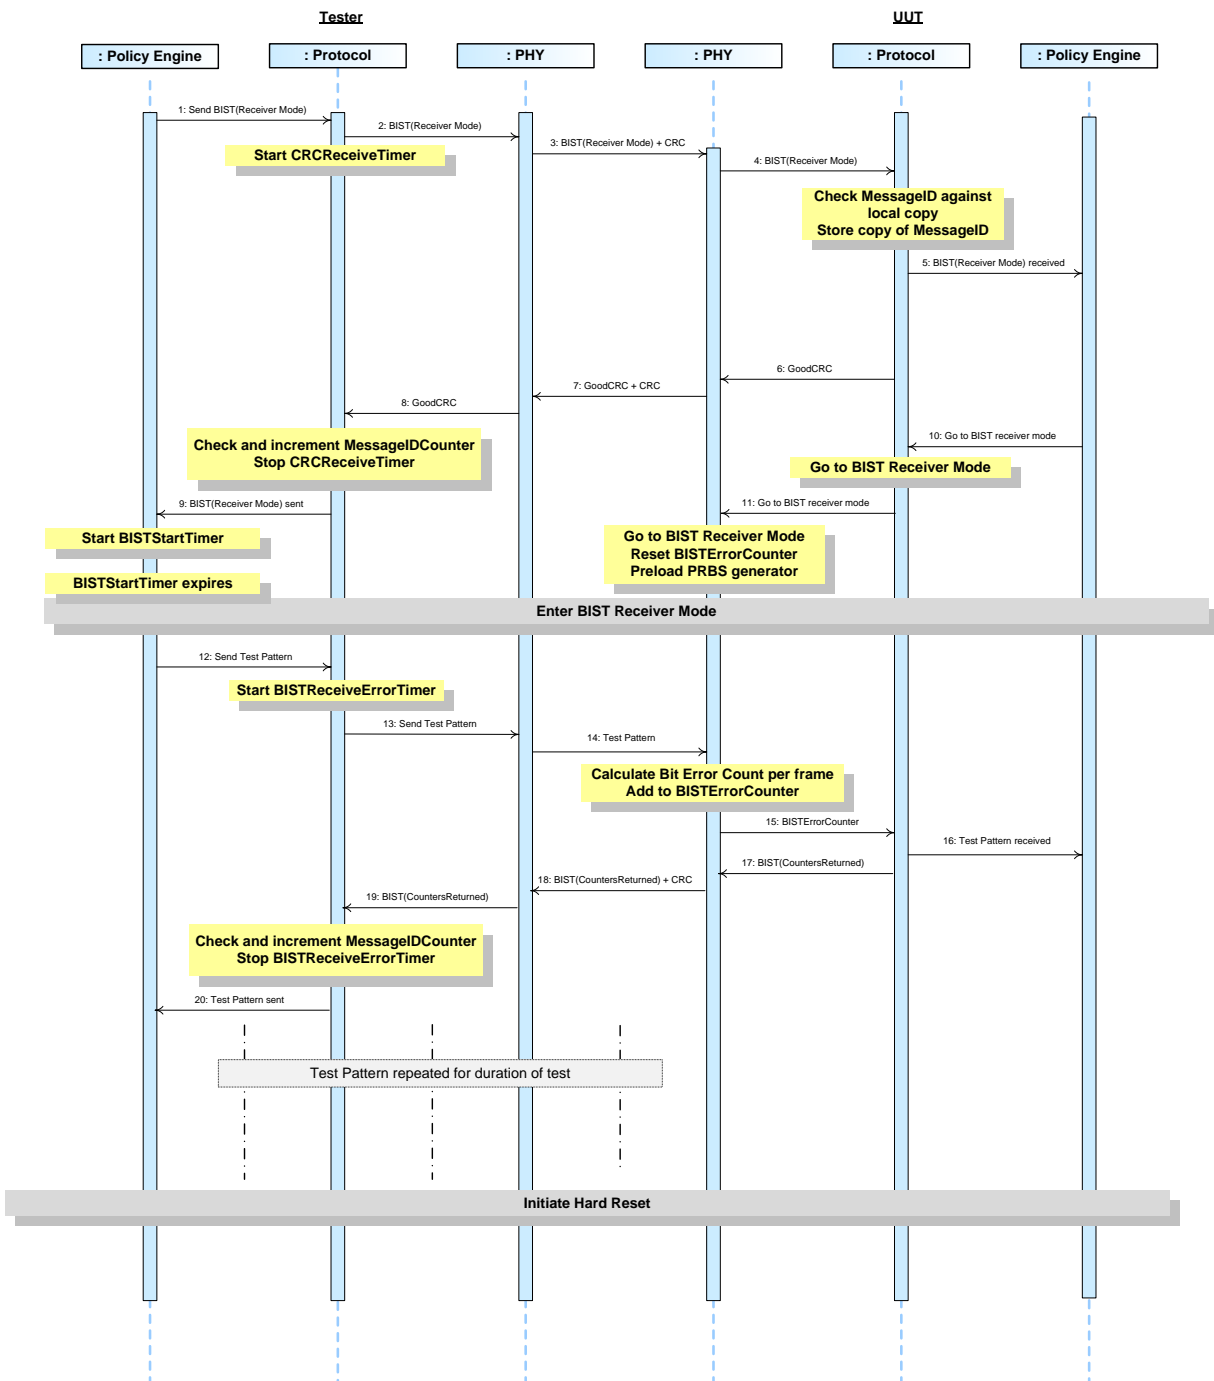 Tester
UUT
: Policy Engine
: Protocol
: PHY
: PHY
: Protocol
: Policy Engine
1: Send BIST(Receiver Mode)
2: BIST(Receiver Mode)
3: BIST(Receiver Mode) + CRC
Start CRCReceiveTimer
4: BIST(Receiver Mode)
Check MessageID against
local copy
Store copy of MessageID
5: BIST(Receiver Mode) received
6: GoodCRC
7: GoodCRC + CRC
8: GoodCRC
Check and increment MessageIDCounter
Stop CRCReceiveTimer
10: Go to BIST receiver mode
Go to BIST Receiver Mode
9: BIST(Receiver Mode) sent
11: Go to BIST receiver mode
Start BISTStartTimer
Go to BIST Receiver Mode
Reset BISTErrorCounter
Preload PRBS generator
BISTStartTimer expires
Enter BIST Receiver Mode
12: Send Test Pattern
Start BISTReceiveErrorTimer
13: Send Test Pattern
14: Test Pattern
Calculate Bit Error Count per frame
Add to BISTErrorCounter
15: BISTErrorCounter
16: Test Pattern received
17: BIST(CountersReturned)
18: BIST(CountsReturned) + CRC
19: BIST(CountersReturned)
Check and increment MessageIDCounter
Stop BISTReceiveErrorTimer
20: Test Pattern sent
Test Pattern repeated for duration of test
Initiate Hard Reset